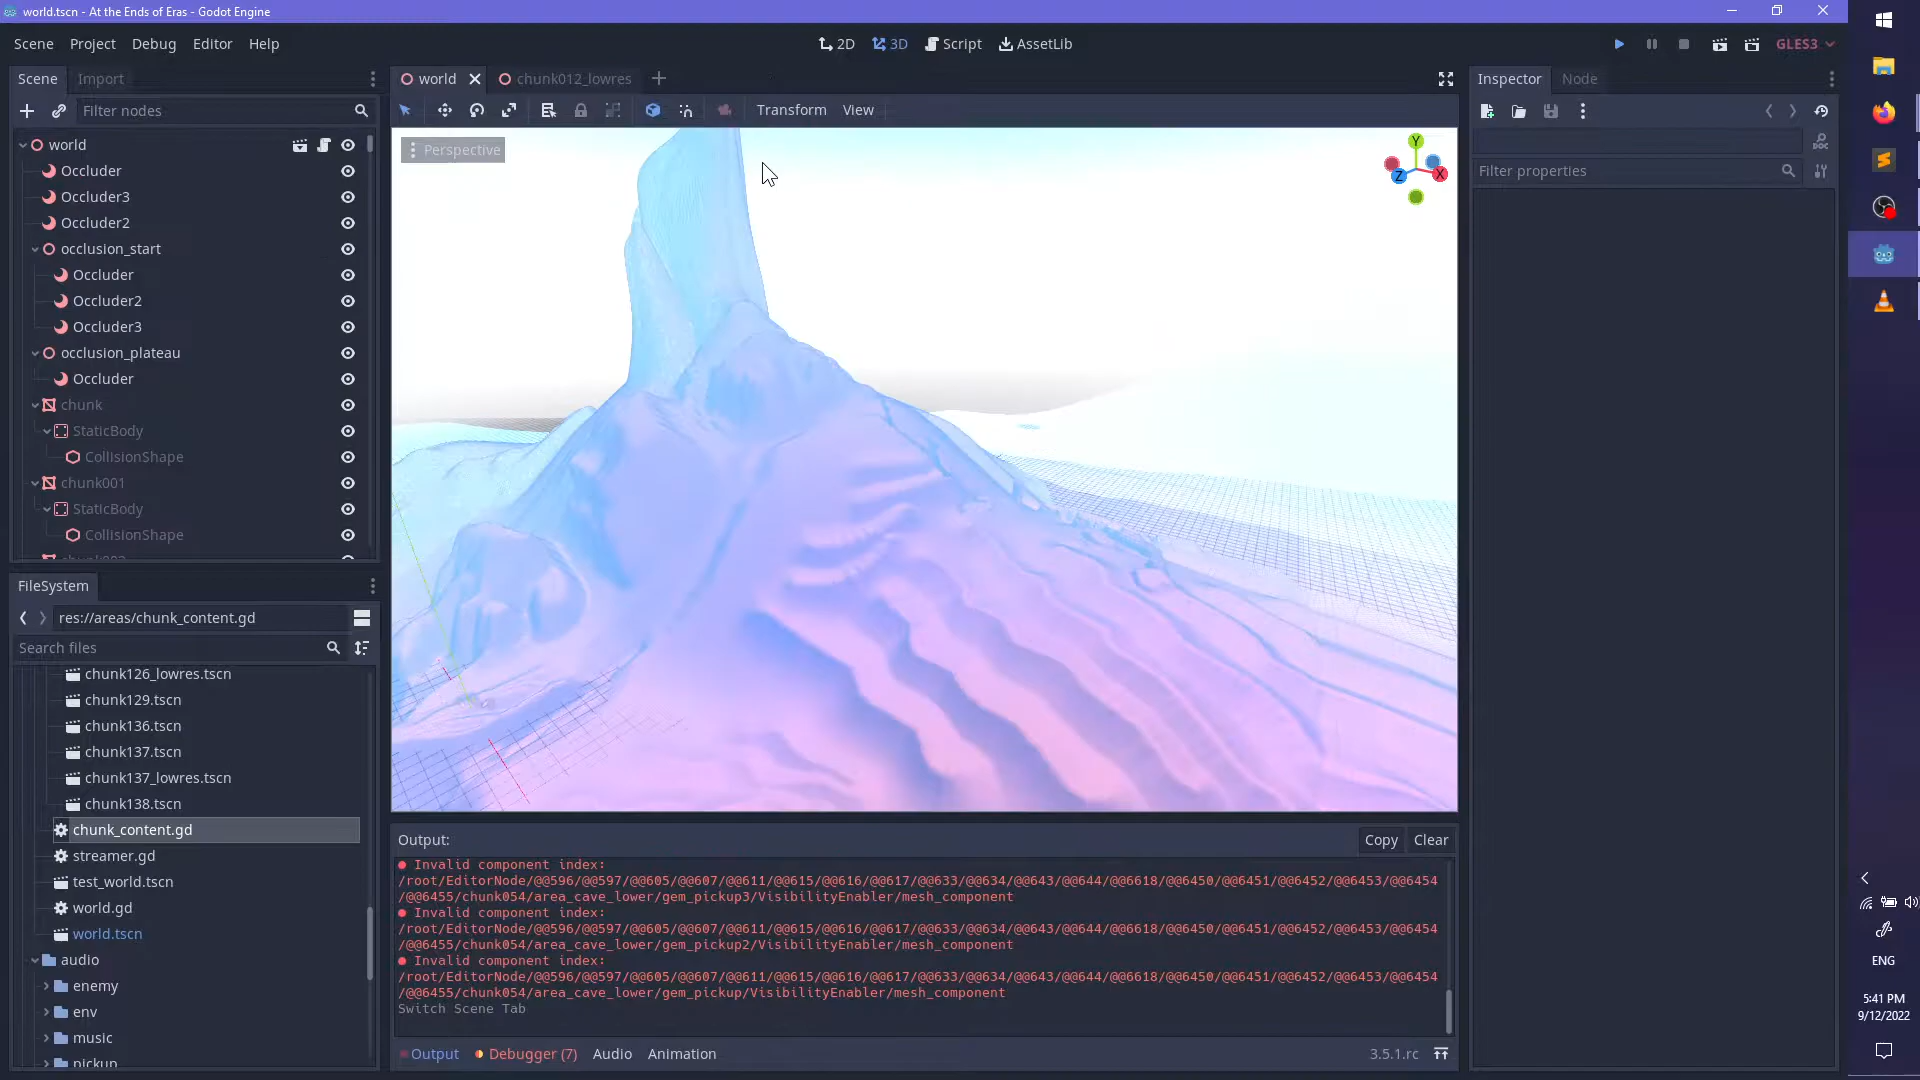 world.tscn - At the Ends of Eras - Godot Engine
Scene Project Debug Editor Help
2D 3D Script AssetLib
GLES3
Scene Import
world chunk012_lowres
Inspector Node
Filter nodes
Transform View
world
Occluder
Occluder3
Occluder2
occlusion_start
Occluder
Occluder2
Occluder3
occlusion_plateau
Occluder
chunk
StaticBody
CollisionShape
chunk001
StaticBody
CollisionShape
Perspective
Y
Z
X
DOC
Filter properties
FileSystem
res://areas/chunk_content.gd
Search files
chunk126_lowres.tscn
chunk129.tscn
chunk136.tscn
chunk137.tscn
chunk137_lowres.tscn
chunk138.tscn
chunk_content.gd
streamer.gd
test_world.tscn
world.gd
world.tscn
audio
enemy
env
music
pickup
Output:
Copy Clear
Invalid component index:
/root/EditorNode/@@596/@@597/@@605/@@607/@@611/@@615/@@616/@@617/@@633/@@634/@@643/@@644/@@6618/@@6450/@@6451/@@6452/@@6453/@@6454
/@@6455/chunk054/area_cave_lower/gem_pickup3/VisibilityEnabler/mesh_component
Invalid component index:
/root/EditorNode/@@596/@@597/@@605/@@607/@@611/@@615/@@616/@@617/@@633/@@634/@@643/@@644/@@6618/@@6450/@@6451/@@6452/@@6453/@@6454
/@@6455/chunk054/area_cave_lower/gem_pickup2/VisibilityEnabler/mesh_component
Invalid component index:
/root/EditorNode/@@596/@@597/@@605/@@607/@@611/@@615/@@616/@@617/@@633/@@634/@@643/@@644/@@6618/@@6450/@@6451/@@6452/@@6453/@@6454
/@@6455/chunk054/area_cave_lower/gem_pickup/VisibilityEnabler/mesh_component
Switch Scene Tab
Output Debugger (7) Audio Animation
3.5.1.rc
ENG
5:41 PM
9/12/2022